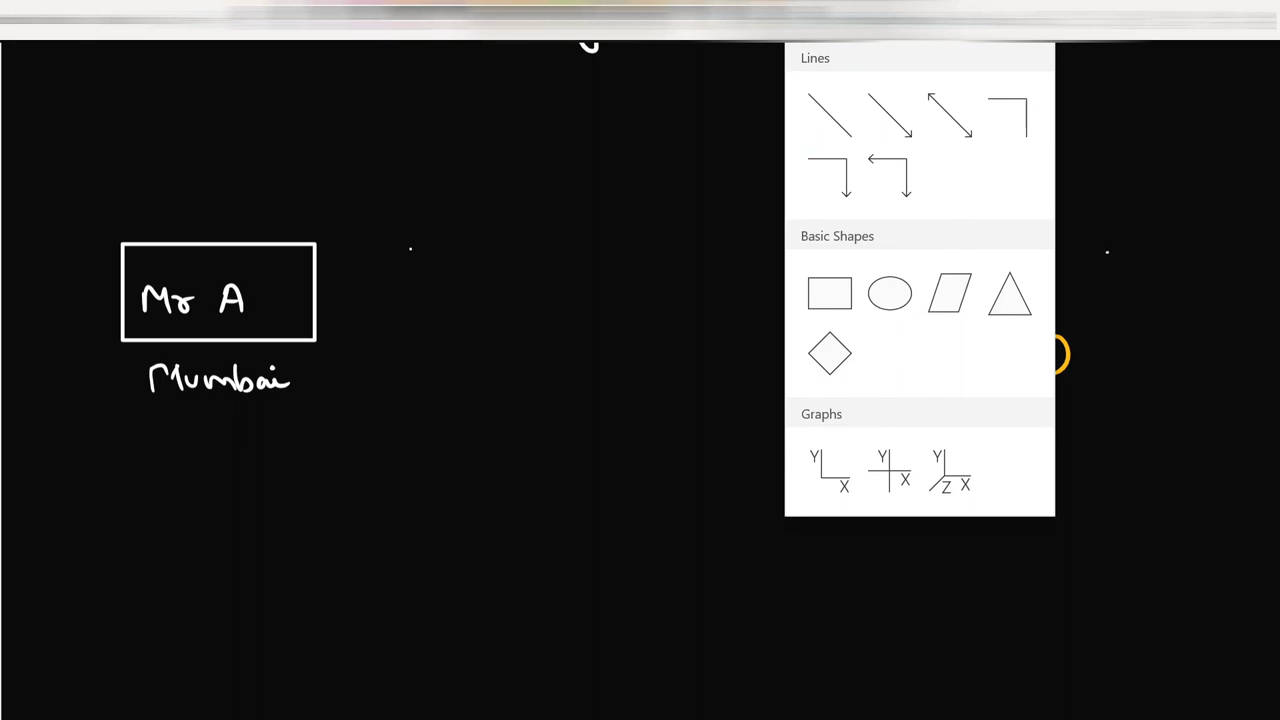 Lines
Basic Shapes
Mr A
Mumbai
Graphs
Y X
Y X
Y Z X